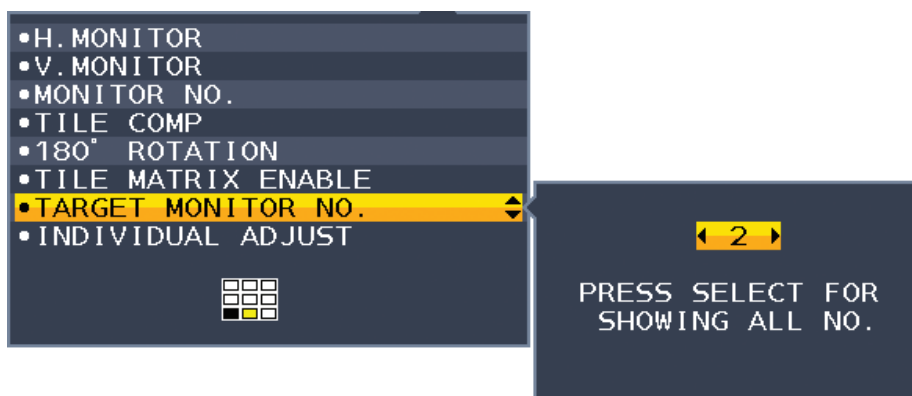 •H.MONITOR
•V.MONITOR
•MONITOR NO.
•TILE COMP
•180° ROTATION
•TILE MATRIX ENABLE
•TARGET MONITOR NO.
•INDIVIDUAL ADJUST
2
PRESS SELECT FOR
SHOWING ALL NO.